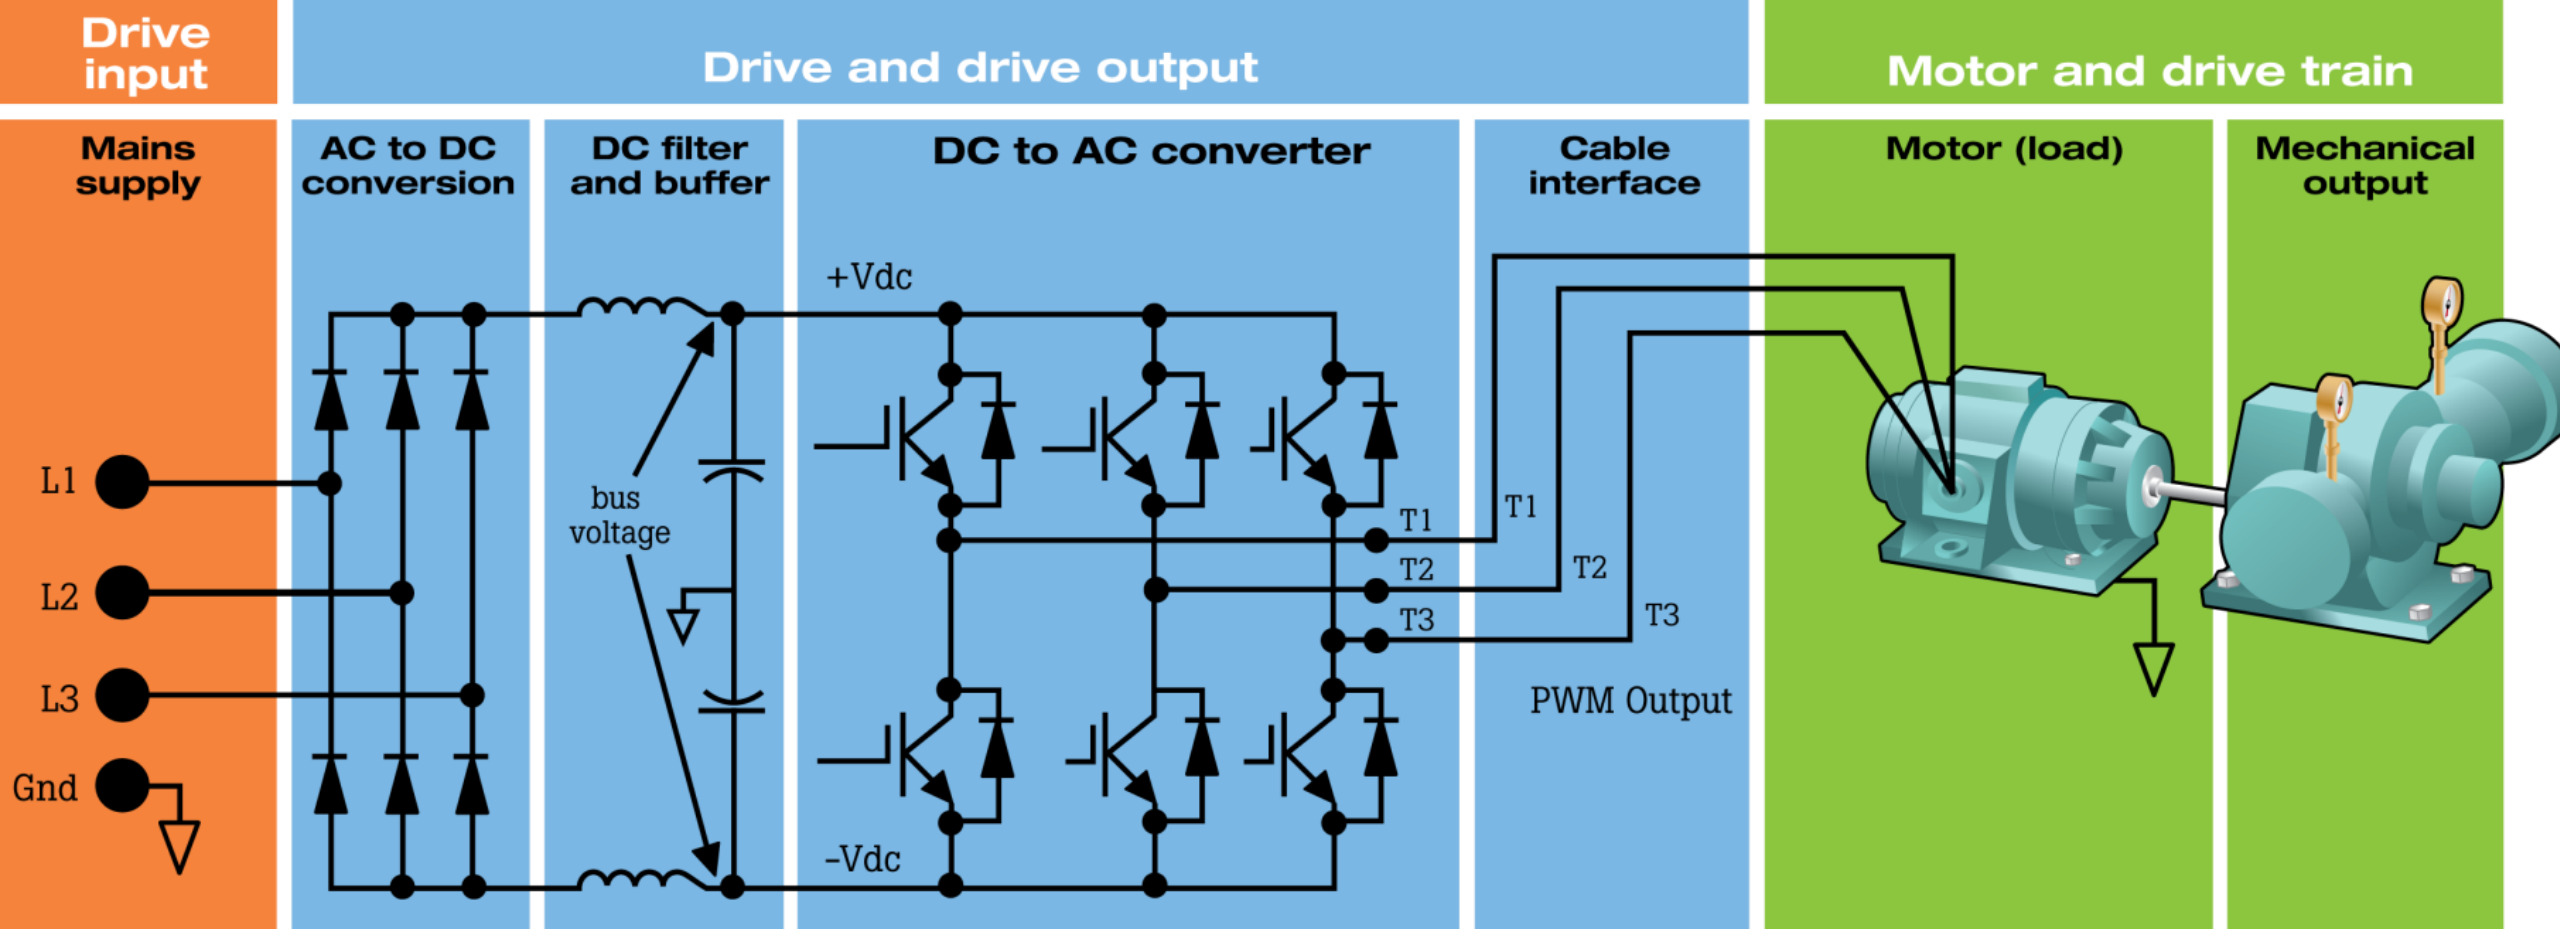 Drive
input
Drive and drive output
Motor and drive train
Mains
supply
AC to DC
conversion
DC filter
and buffer
DC to AC converter
Cable
interface
Motor (load)
Mechanical
output
+Vdc
L1
L2
L3
Gnd
bus
voltage
T1
T2
T3
T1
T2
T3
PWM Output
–Vdc